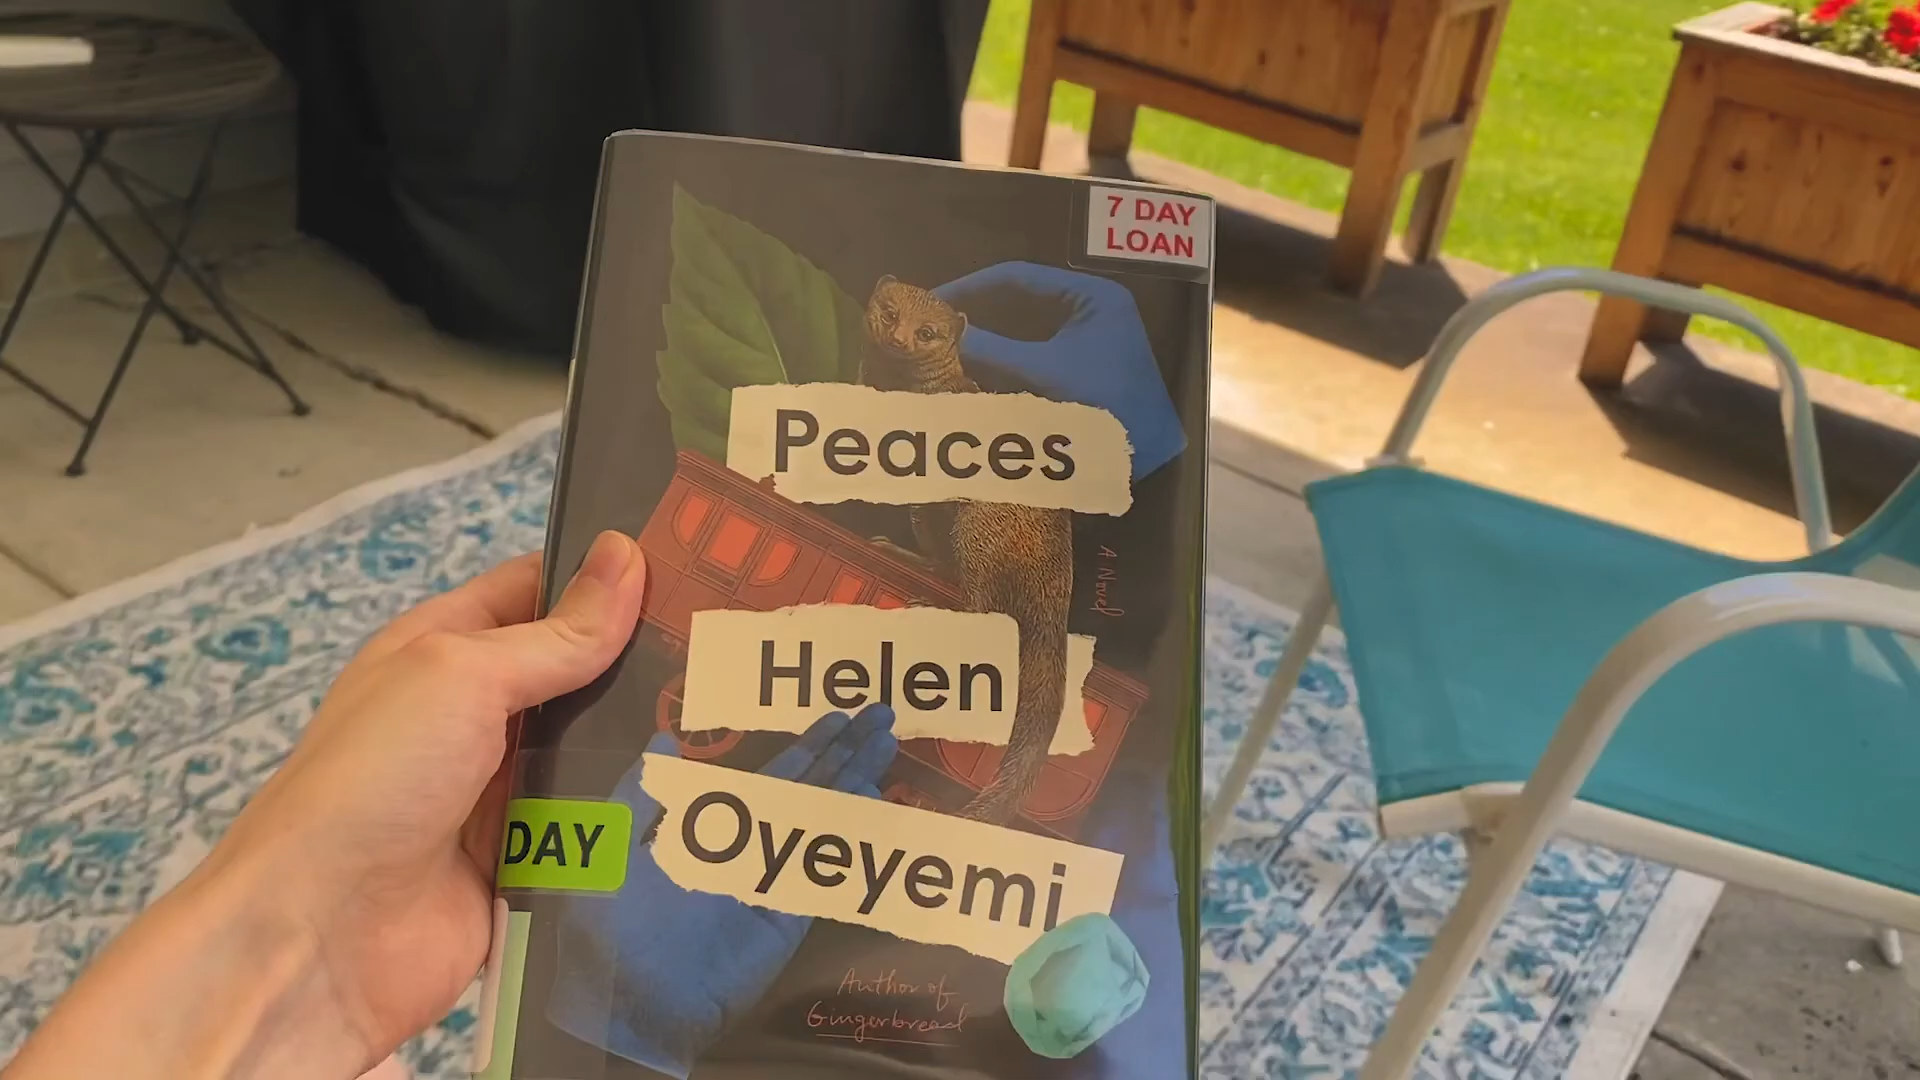 7 DAY
LOAN
Peaces
A Novel
Helen
Oyeyemi
DAY
Author of
Gingerbread